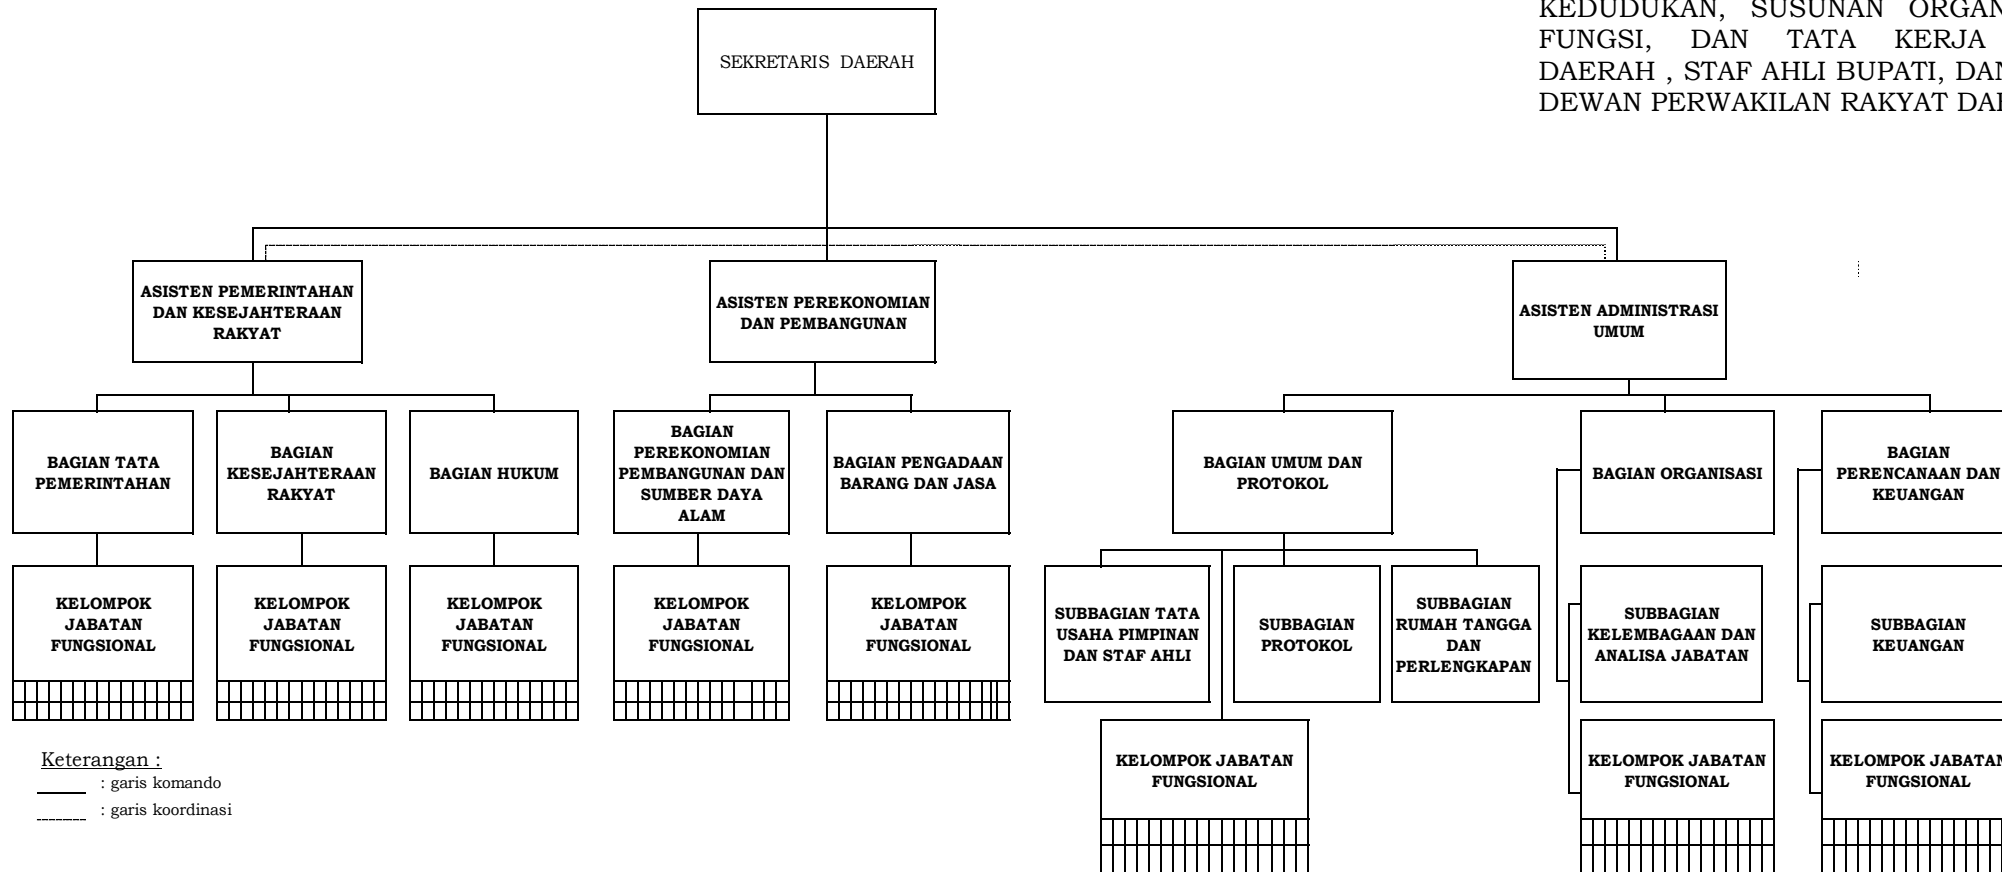 KEDUDUKAN, SUSUNAN
FUNGSI, DAN TATA KERJA
DAERAH , STAF AHLI BUPATI,
DEWAN PERWAKILAN RAKYAT
SEKRETARIS DAERAH
ASISTEN PEMERINTAHAN
DAN KESEJAHTERAAN
RAKYAT
ASISTEN PEREKONOMIAN
DAN PEMBANGUNAN
ASISTEN ADMINISTRASI
UMUM
BAGIAN TATA
PEMERINTAHAN
BAGIAN
KESEJAHTERAAN
RAKYAT
BAGIAN HUKUM
BAGIAN
PEREKONOMIAN
PEMBANGUNAN DAN
SUMBER DAYA
ALAM
BAGIAN PENGADAAN
BARANG DAN JASA
BAGIAN UMUM DAN
PROTOKOL
BAGIAN ORGANISASI
BAGIAN
PERENCANAAN DAN
KEUANGAN
KELOMPOK
JABATAN
FUNGSIONAL
KELOMPOK
JABATAN
FUNGSIONAL
KELOMPOK
JABATAN
FUNGSIONAL
KELOMPOK
JABATAN
FUNGSIONAL
KELOMPOK
JABATAN
FUNGSIONAL
SUBBAGIAN TATA
USAHA PIMPINAN
DAN STAF AHLI
SUBBAGIAN
PROTOKOL
SUBBAGIAN
RUMAH TANGGA
DAN
PERLENGKAPAN
SUBBAGIAN
KELEMBAGAAN DAN
ANALISA JABATAN
SUBBAGIAN
KEUANGAN
KELOMPOK JABATAN
FUNGSIONAL
KELOMPOK JABATAN
FUNGSIONAL
KELOMPOK JABATAN
FUNGSIONAL
Keterangan :
: garis komando
: garis koordinasi